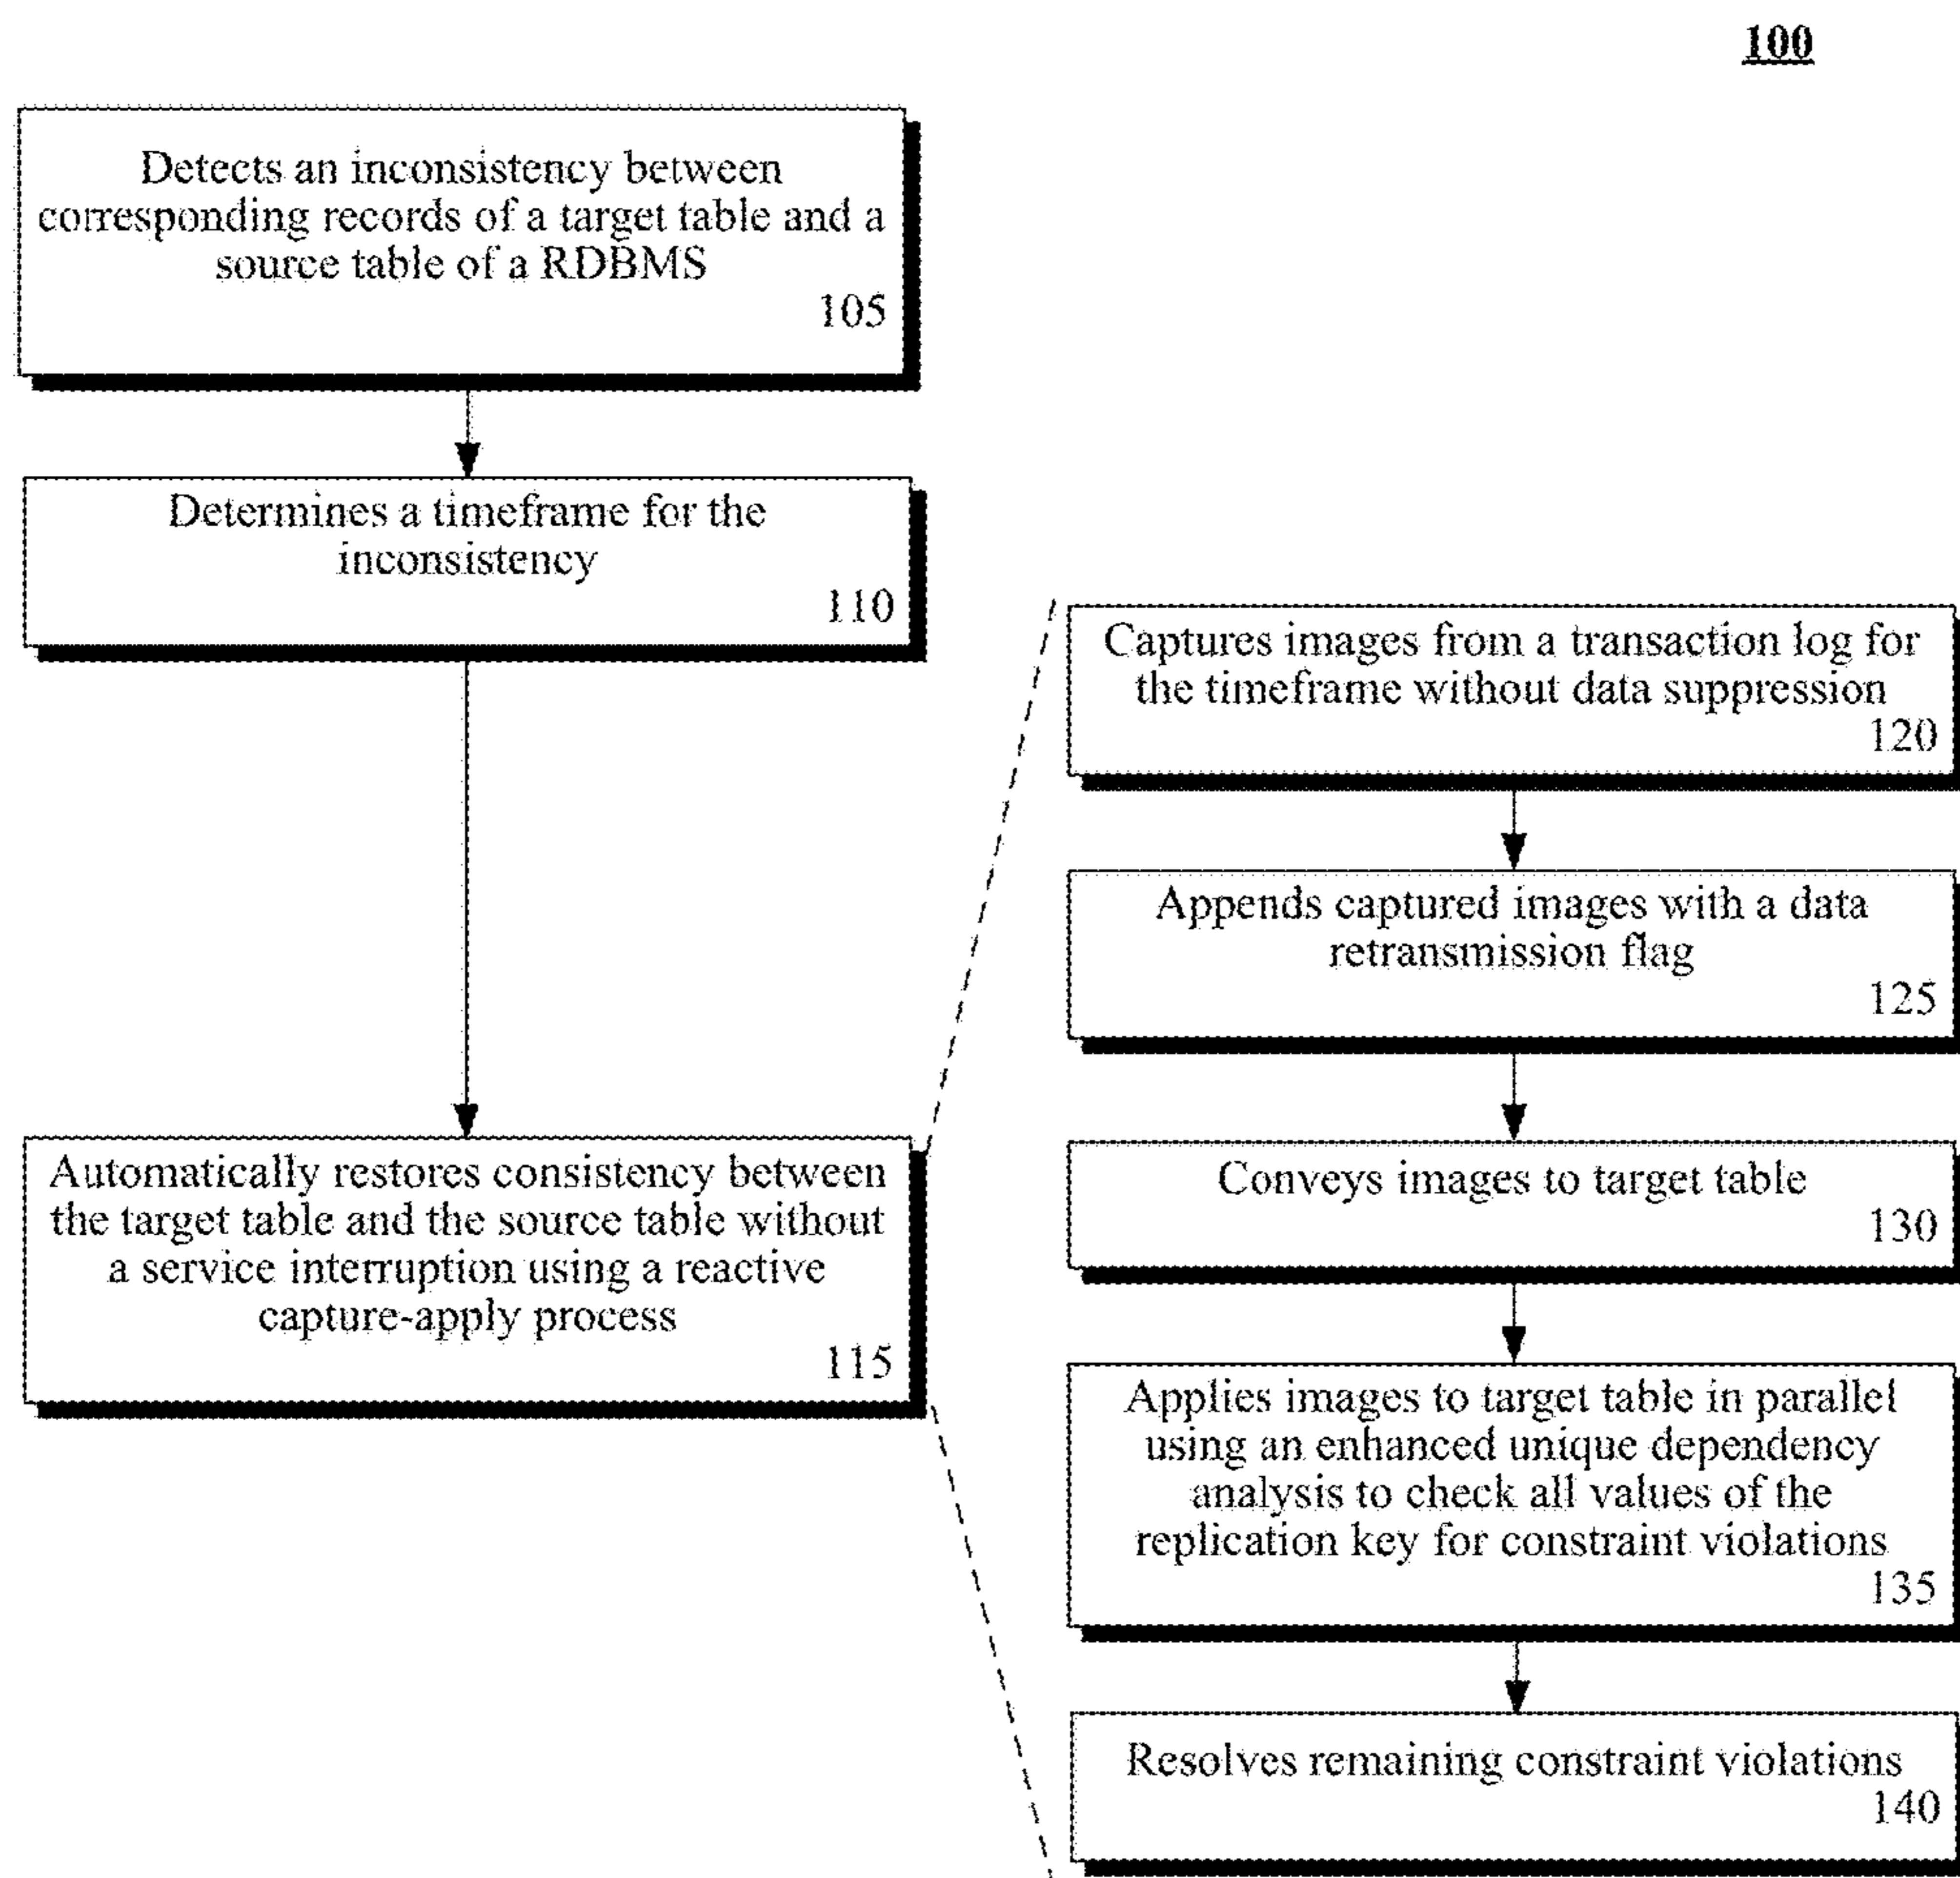 100
Detects an inconsistency between
corresponding records of a target table and a
source table of a RDBMS
105
Determines a timeframe for the
inconsistency
110
Automatically restores consistency between
the target table and the source table without
a service interruption using a reactive
capture-apply process
115
Captures images from a transaction log for
the timeframe without data suppression
120
Appends captured images with a data
retransmission flag
125
Conveys images to target table
130
Applies images to target table in parallel
using an enhanced unique dependency
analysis to check all values of the
replication key for constraint violations
135
Resolves remaining constraint violations
140